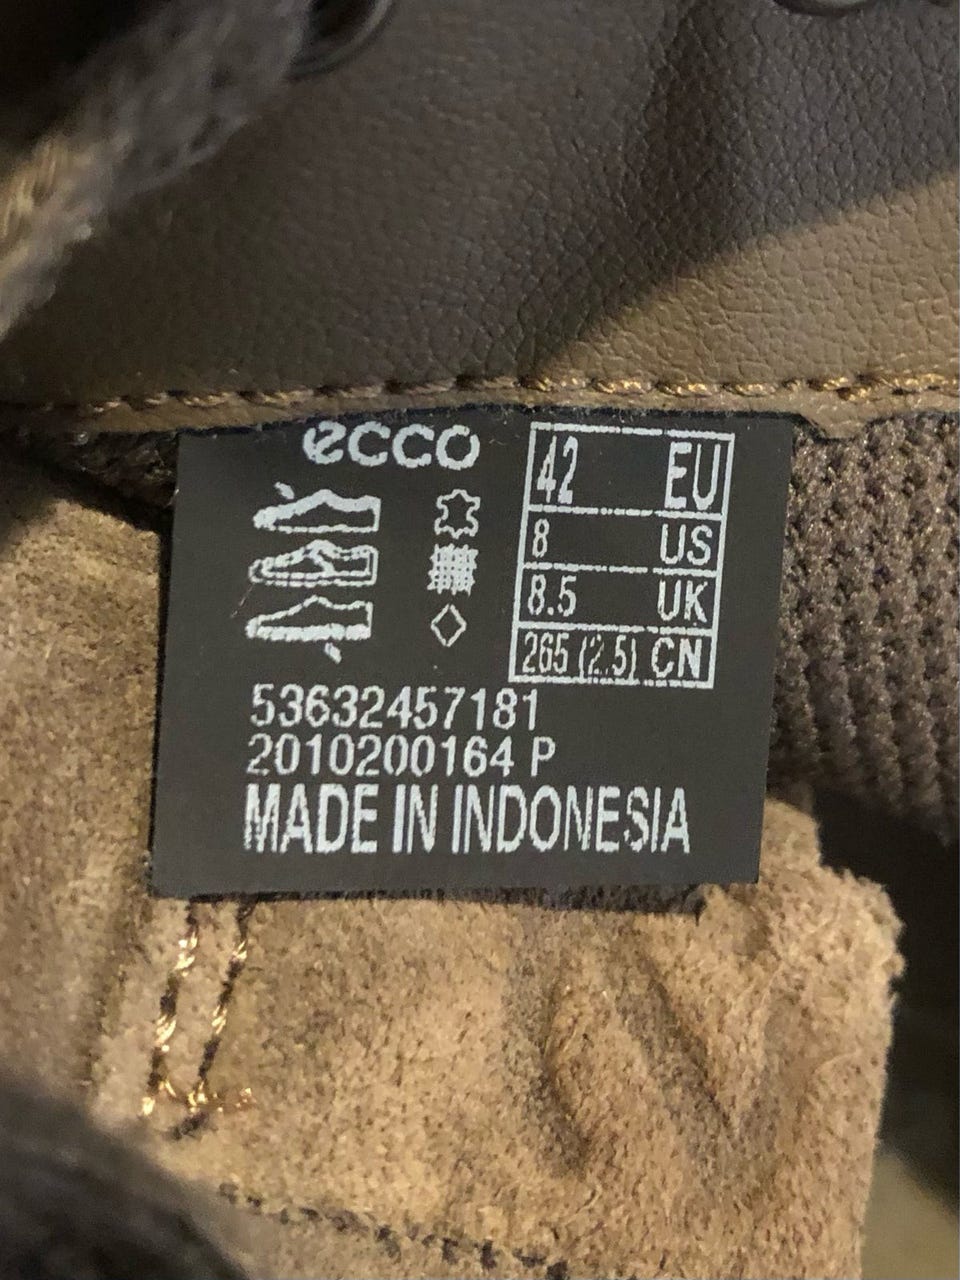 ecco
42 EU
8 US
8.5 UK
265 (2.5) CN
53632457181
2010200164 P
MADE IN INDONESIA